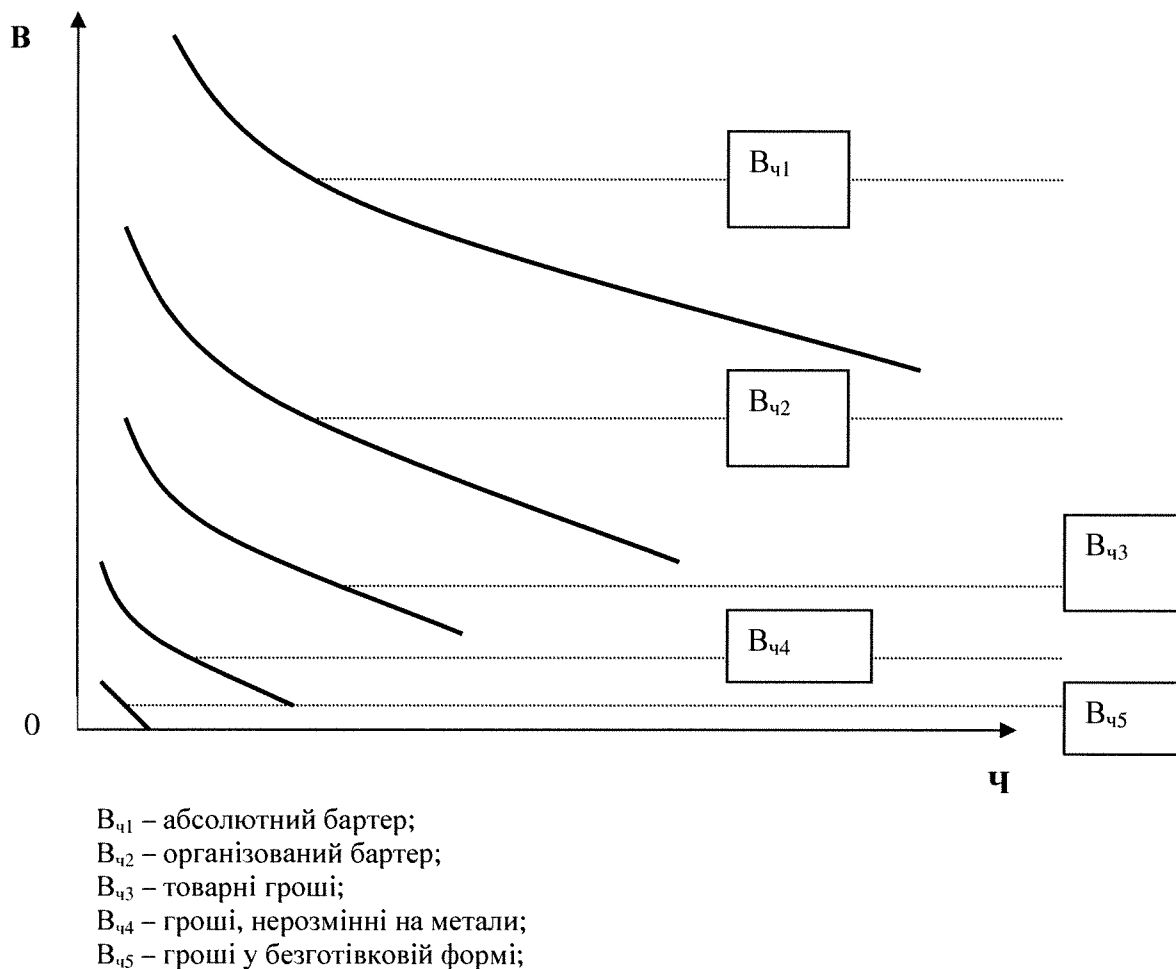 В
Вч1
Вч2
Вч3
Вч4
Вч5
0
Ч
Вч1 – абсолютний бартер;
Вч2 – організований бартер;
Вч3 – товарні гроші;
Вч4 – гроші, нерозмінні на метали;
Вч5 – гроші у безготівковій формі;